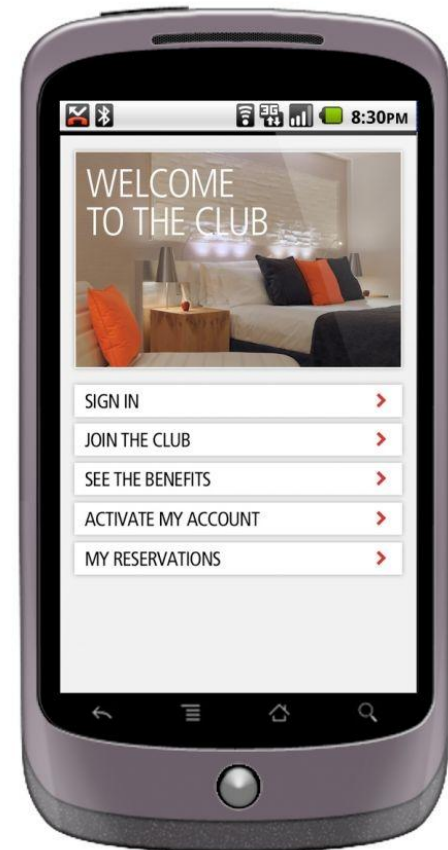 3G
8:30PM
WELCOME
TO THE CLUB
SIGN IN
JOIN THE CLUB
SEE THE BENEFITS
ACTIVATE MY ACCOUNT
MY RESERVATIONS